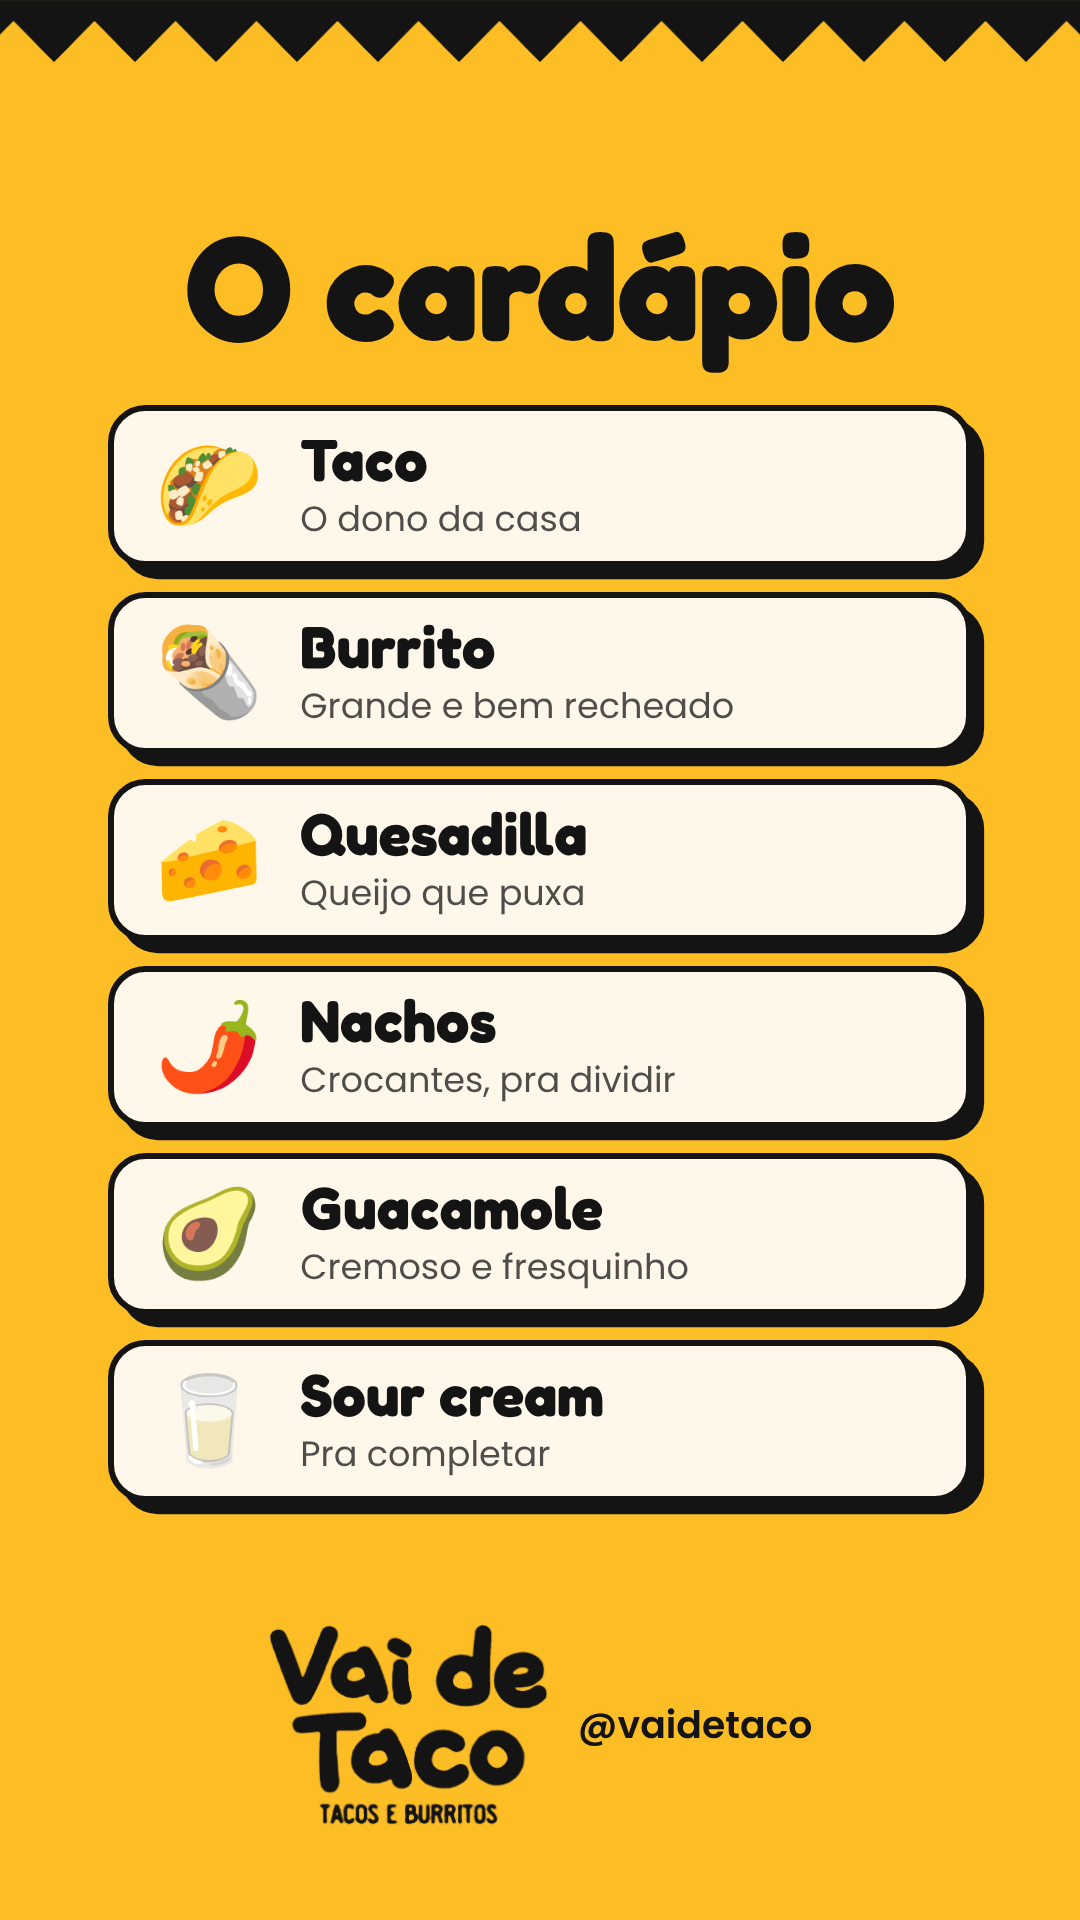 O cardápio
Taco
O dono da casa
Burrito
Grande e bem recheado
Quesadilla
Queijo que puxa
Nachos
Crocantes, pra dividir
Guacamole
Cremoso e fresquinho
Sour cream
Pra completar
Vai de
Taco
TACOS E BURRITOS
@vaidetaco